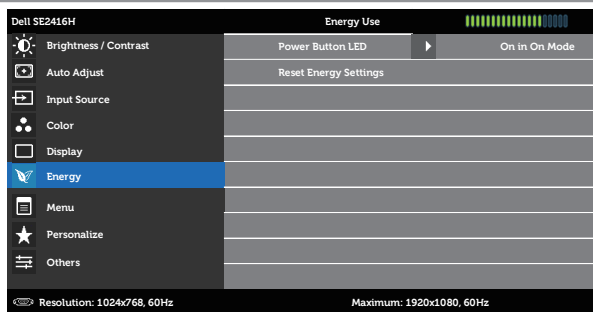 Dell SE2416H Energy Use
Brightness / Contrast Power Button LED On in On Mode
Auto Adjust Reset Energy Settings
Input Source
Color
Display
Energy
Menu
Personalize
Others
Resolution: 1024x768, 60Hz Maximum: 1920x1080, 60Hz